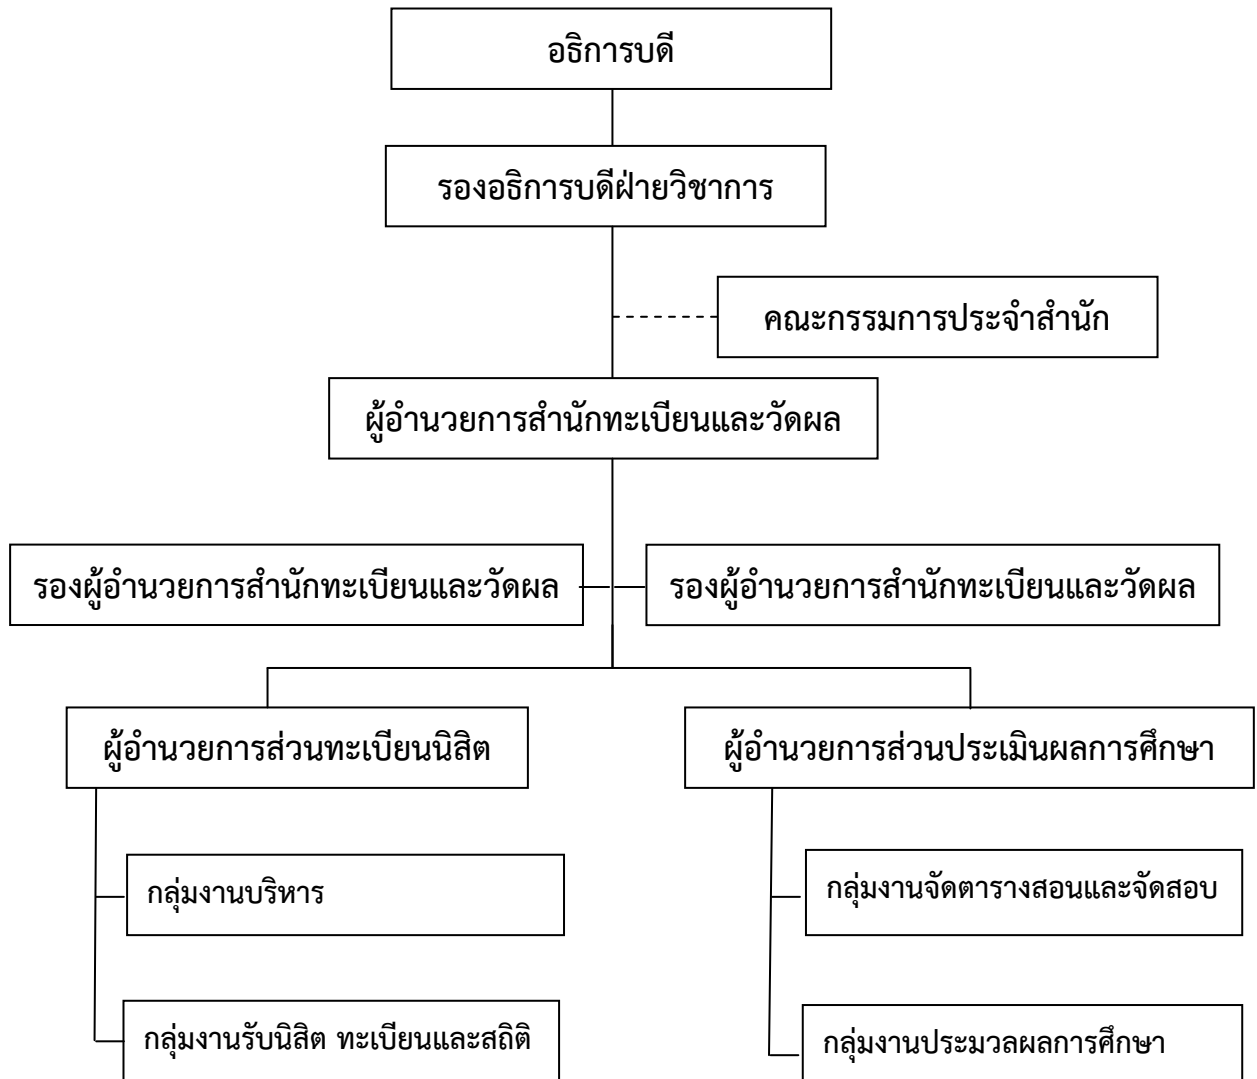 อธิการบดี
รองอธิการบดีฝ่ายวิชาการ
คณะกรรมการประจำสำนัก
ผู้อำนวยการสำนักทะเบียนและวัดผล
รองผู้อำนวยการสำนักทะเบียนและวัดผล
รองผู้อำนวยการสำนักทะเบียนและวัดผล
ผู้อำนวยการส่วนทะเบียนนิสิต
ผู้อำนวยการส่วนประเมินผลการศึกษา
กลุ่มงานบริหาร
กลุ่มงานจัดตารางสอนและจัดสอบ
กลุ่มงานรับนิสิต ทะเบียนและสถิติ
กลุ่มงานประมวลผลการศึกษา